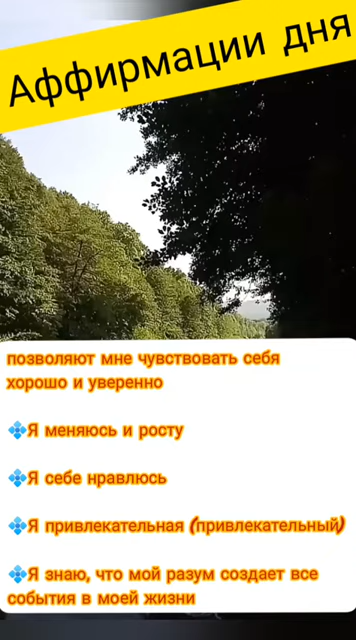 Аффирмации дня
позволяют мне чувствовать себя
хорошо и уверенно
💠Я меняюсь и росту
💠Я себе нравлюсь
💠Я привлекательная (привлекательный)
💠Я знаю, что мой разум создает все
события в моей жизни